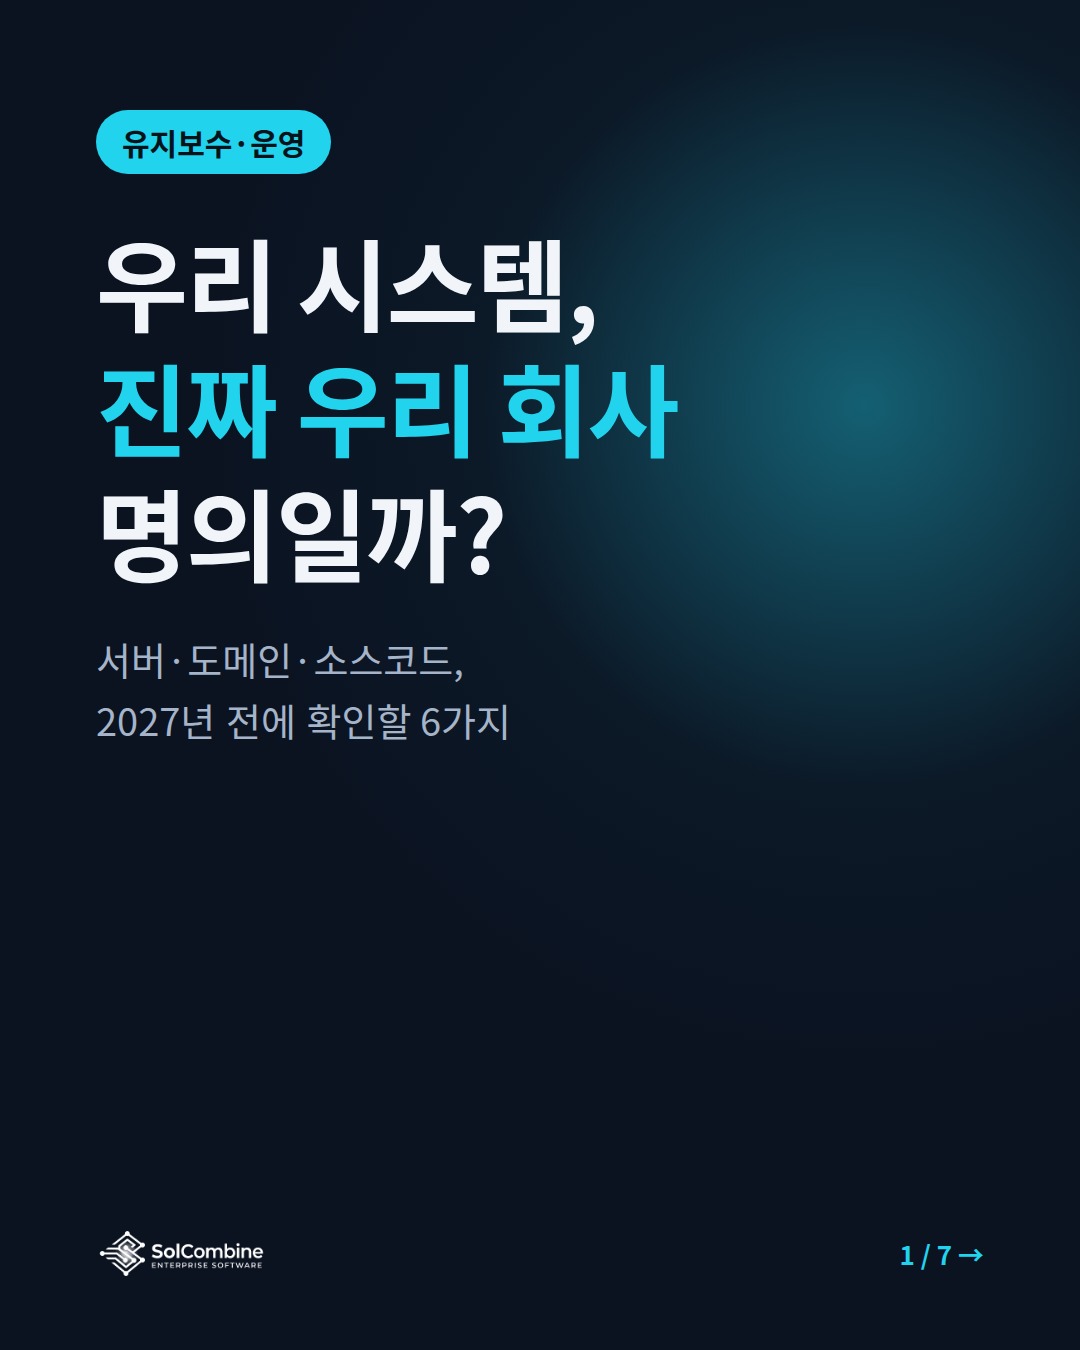 유지보수·운영
우리 시스템,
진짜 우리 회사
명의일까?
서버·도메인·소스코드,
2027년 전에 확인할 6가지
SolCombine
ENTERPRISE SOFTWARE
1 / 7 →